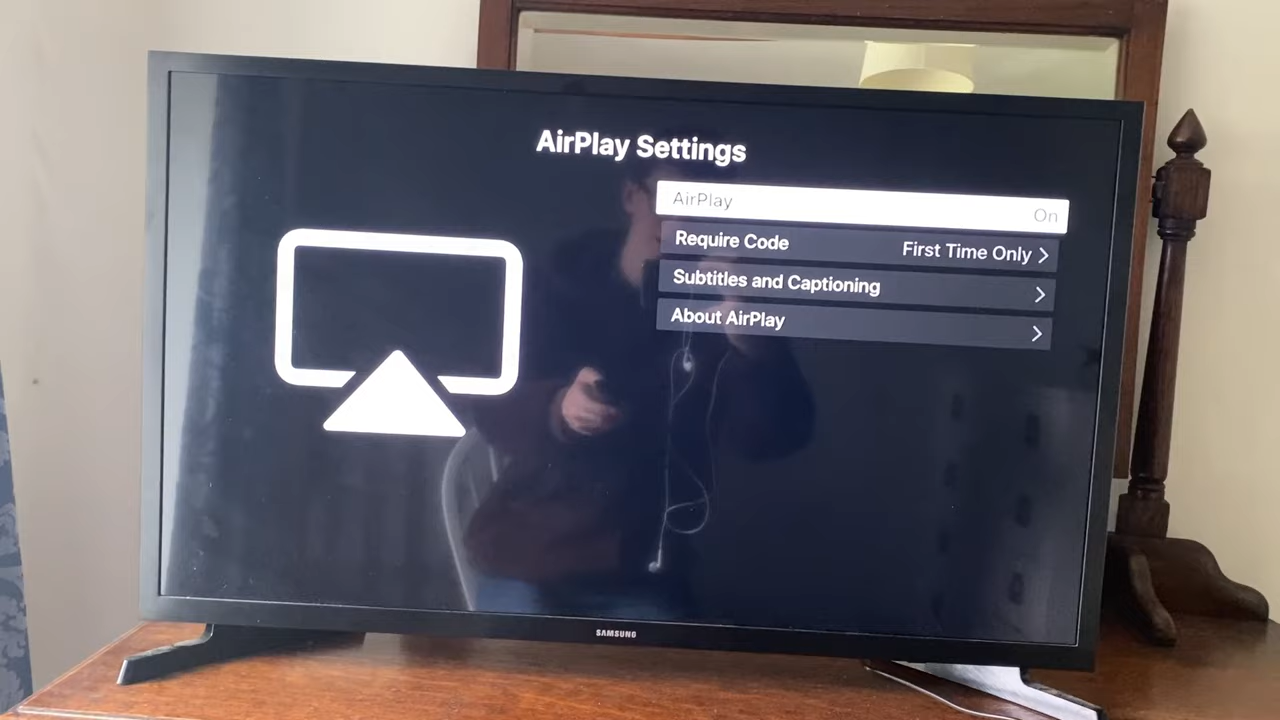 AirPlay Settings
AirPlay On
Require Code First Time Only
Subtitles and Captioning
About AirPlay
SAMSUNG